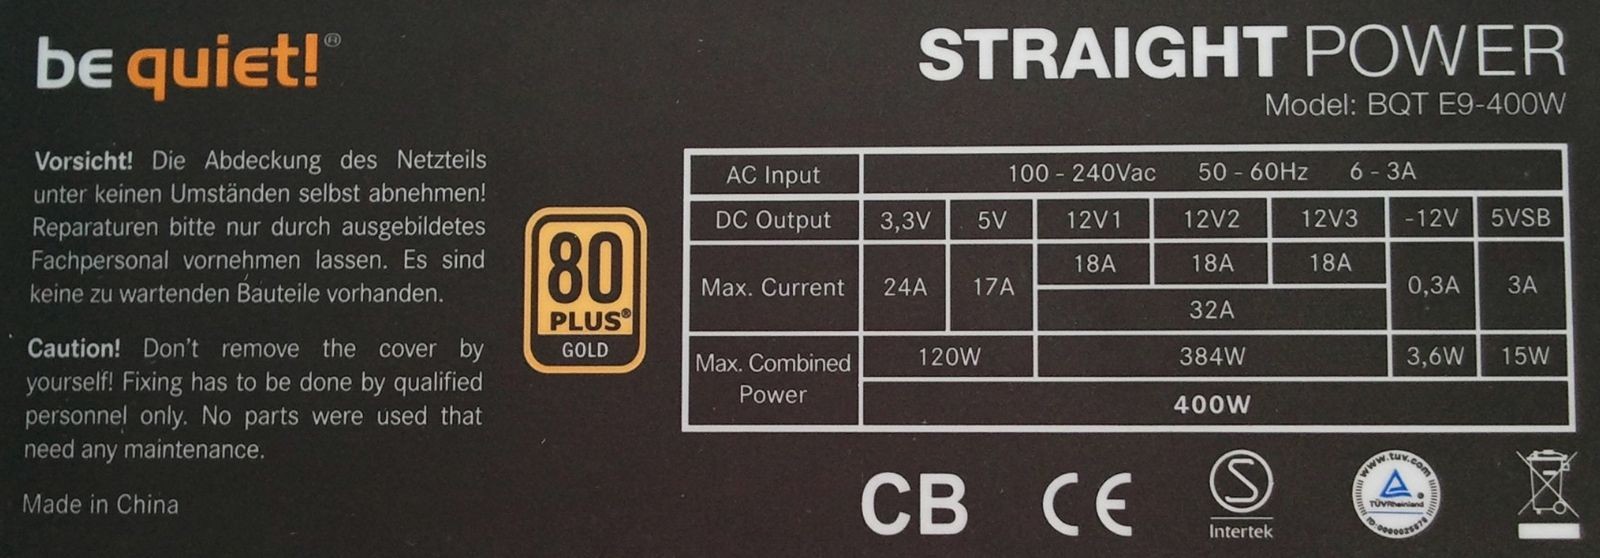 be quiet!®
STRAIGHT POWER
Model: BQT E9-400W
Vorsicht! Die Abdeckung des Netzteils
unter keinen Umständen selbst abnehmen!
Reparaturen bitte nur durch ausgebildetes
Fachpersonal vornehmen lassen. Es sind
keine zu wartenden Bauteile vorhanden.
Caution! Don't remove the cover by
yourself! Fixing has to be done by qualified
personnel only. No parts were used that
need any maintenance.
Made in China
80
PLUS®
GOLD
AC Input 100 - 240Vac 50 - 60Hz 6 - 3A
DC Output 3,3V 5V 12V1 12V2 12V3 -12V 5VSB
Max. Current 24A 17A 18A 18A 18A 0,3A 3A
32A
Max. Combined Power 120W 384W 3,6W 15W
400W
CB CE
S
Intertek
www.tuv.com
TÜVRheinland